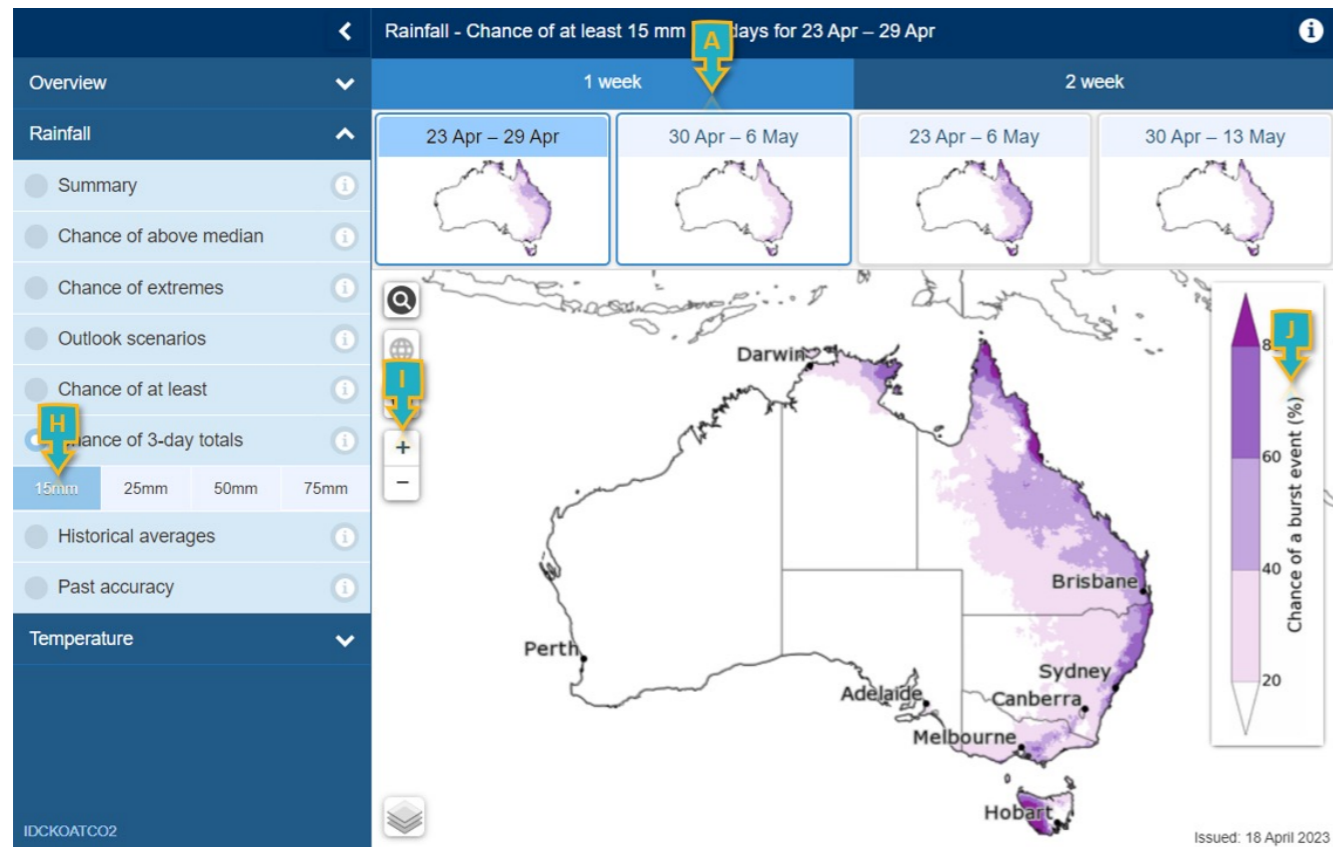 Rainfall - Chance of at least 15 mm days for 23 Apr – 29 Apr
A
Overview
1 week
2 week
Rainfall
23 Apr – 29 Apr
30 Apr – 6 May
23 Apr – 6 May
30 Apr – 13 May
Summary
Chance of above median
Chance of extremes
Outlook scenarios
Chance of at least
H
Chance of 3-day totals
15mm
25mm
50mm
75mm
Historical averages
Past accuracy
Temperature
IDCKOATCO2
I
+
−
Darwin
Brisbane
Perth
Sydney
Adelaide
Canberra
Melbourne
Hobart
J
60
40
20
Chance of a burst event (%)
Issued: 18 April 2023